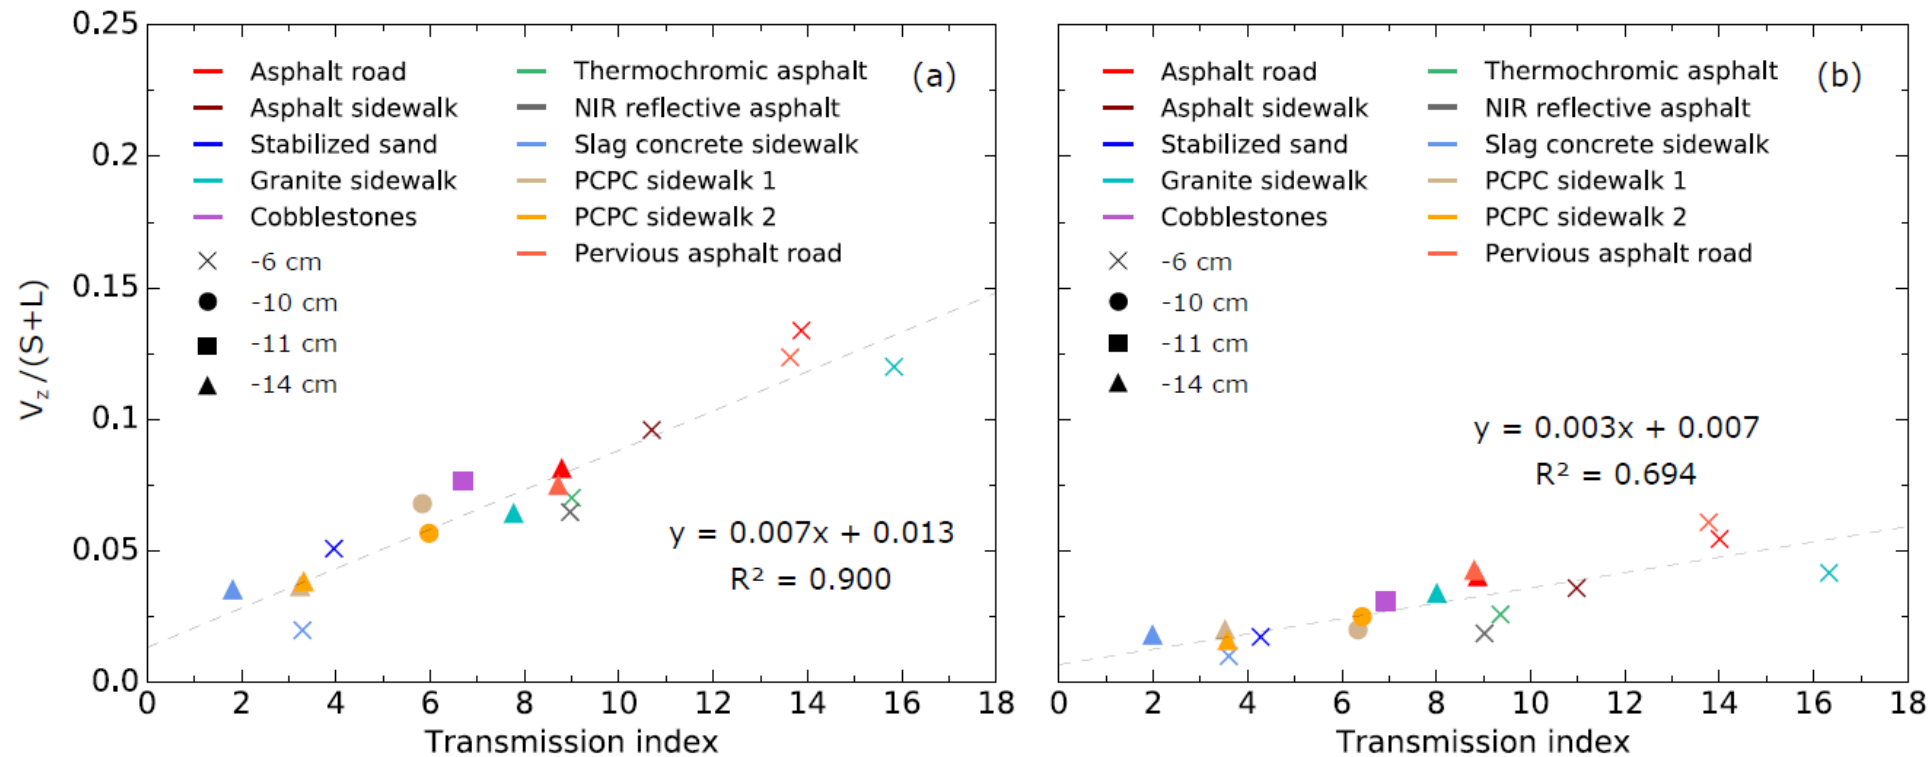 0.25
0.2
0.15
0.1
0.05
0.0
V_z/(S+L)
Asphalt road
Asphalt sidewalk
Stabilized sand
Granite sidewalk
Cobblestones
-6 cm
-10 cm
-11 cm
-14 cm
Thermochromic asphalt
NIR reflective asphalt
Slag concrete sidewalk
PCPC sidewalk 1
PCPC sidewalk 2
Pervious asphalt road
(a)
y = 0.007x + 0.013
R² = 0.900
0 2 4 6 8 10 12 14 16 18
Transmission index
Asphalt road
Asphalt sidewalk
Stabilized sand
Granite sidewalk
Cobblestones
-6 cm
-10 cm
-11 cm
-14 cm
Thermochromic asphalt
NIR reflective asphalt
Slag concrete sidewalk
PCPC sidewalk 1
PCPC sidewalk 2
Pervious asphalt road
(b)
y = 0.003x + 0.007
R² = 0.694
0 2 4 6 8 10 12 14 16 18
Transmission index